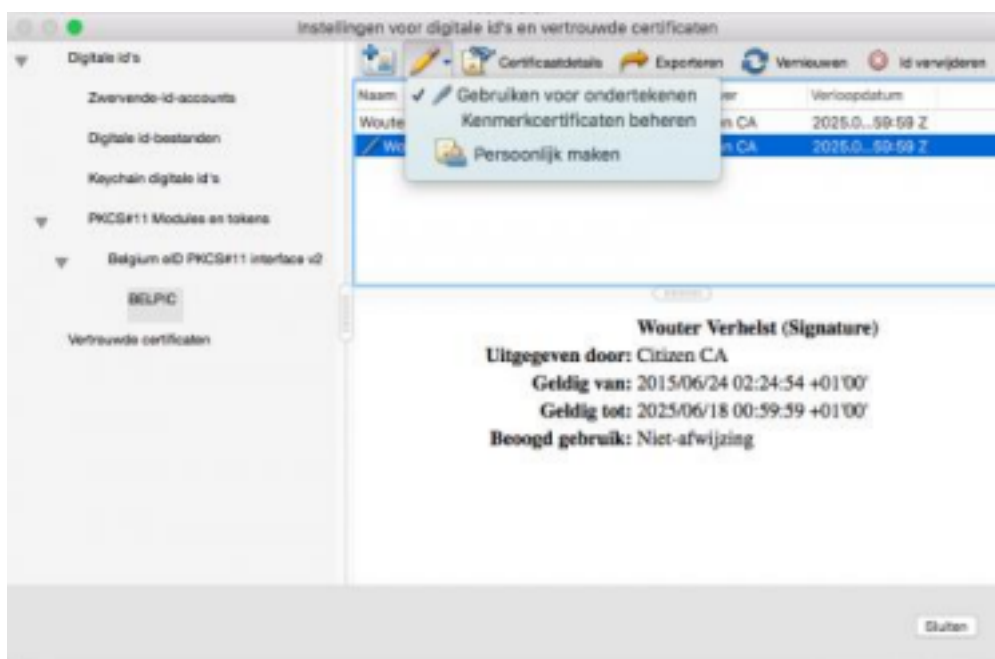 Instellingen voor digitale id's en vertrouwde certificaten
Digitale id's
Zwervende-id-accounts
Digitale id-bestanden
Keychain digitale id's
PKCS#11 Modules en tokens
Belgium eID PKCS#11 interface v2
BELPIC
Vertrouwde certificaten
Certificaatdetails Exporteren Vernieuwen Id verwijderen
Naam ver Verloopdatum
Woute n CA 2025.0...59:59 Z
Wo n CA 2025.0...59:59 Z
✓ Gebruiken voor ondertekenen
Kenmerkcertificaten beheren
Persoonlijk maken
Wouter Verhelst (Signature)
Uitgegeven door: Citizen CA
Geldig van: 2015/06/24 02:24:54 +01'00'
Geldig tot: 2025/06/18 00:59:59 +01'00'
Beoogd gebruik: Niet-afwijzing
Sluiten